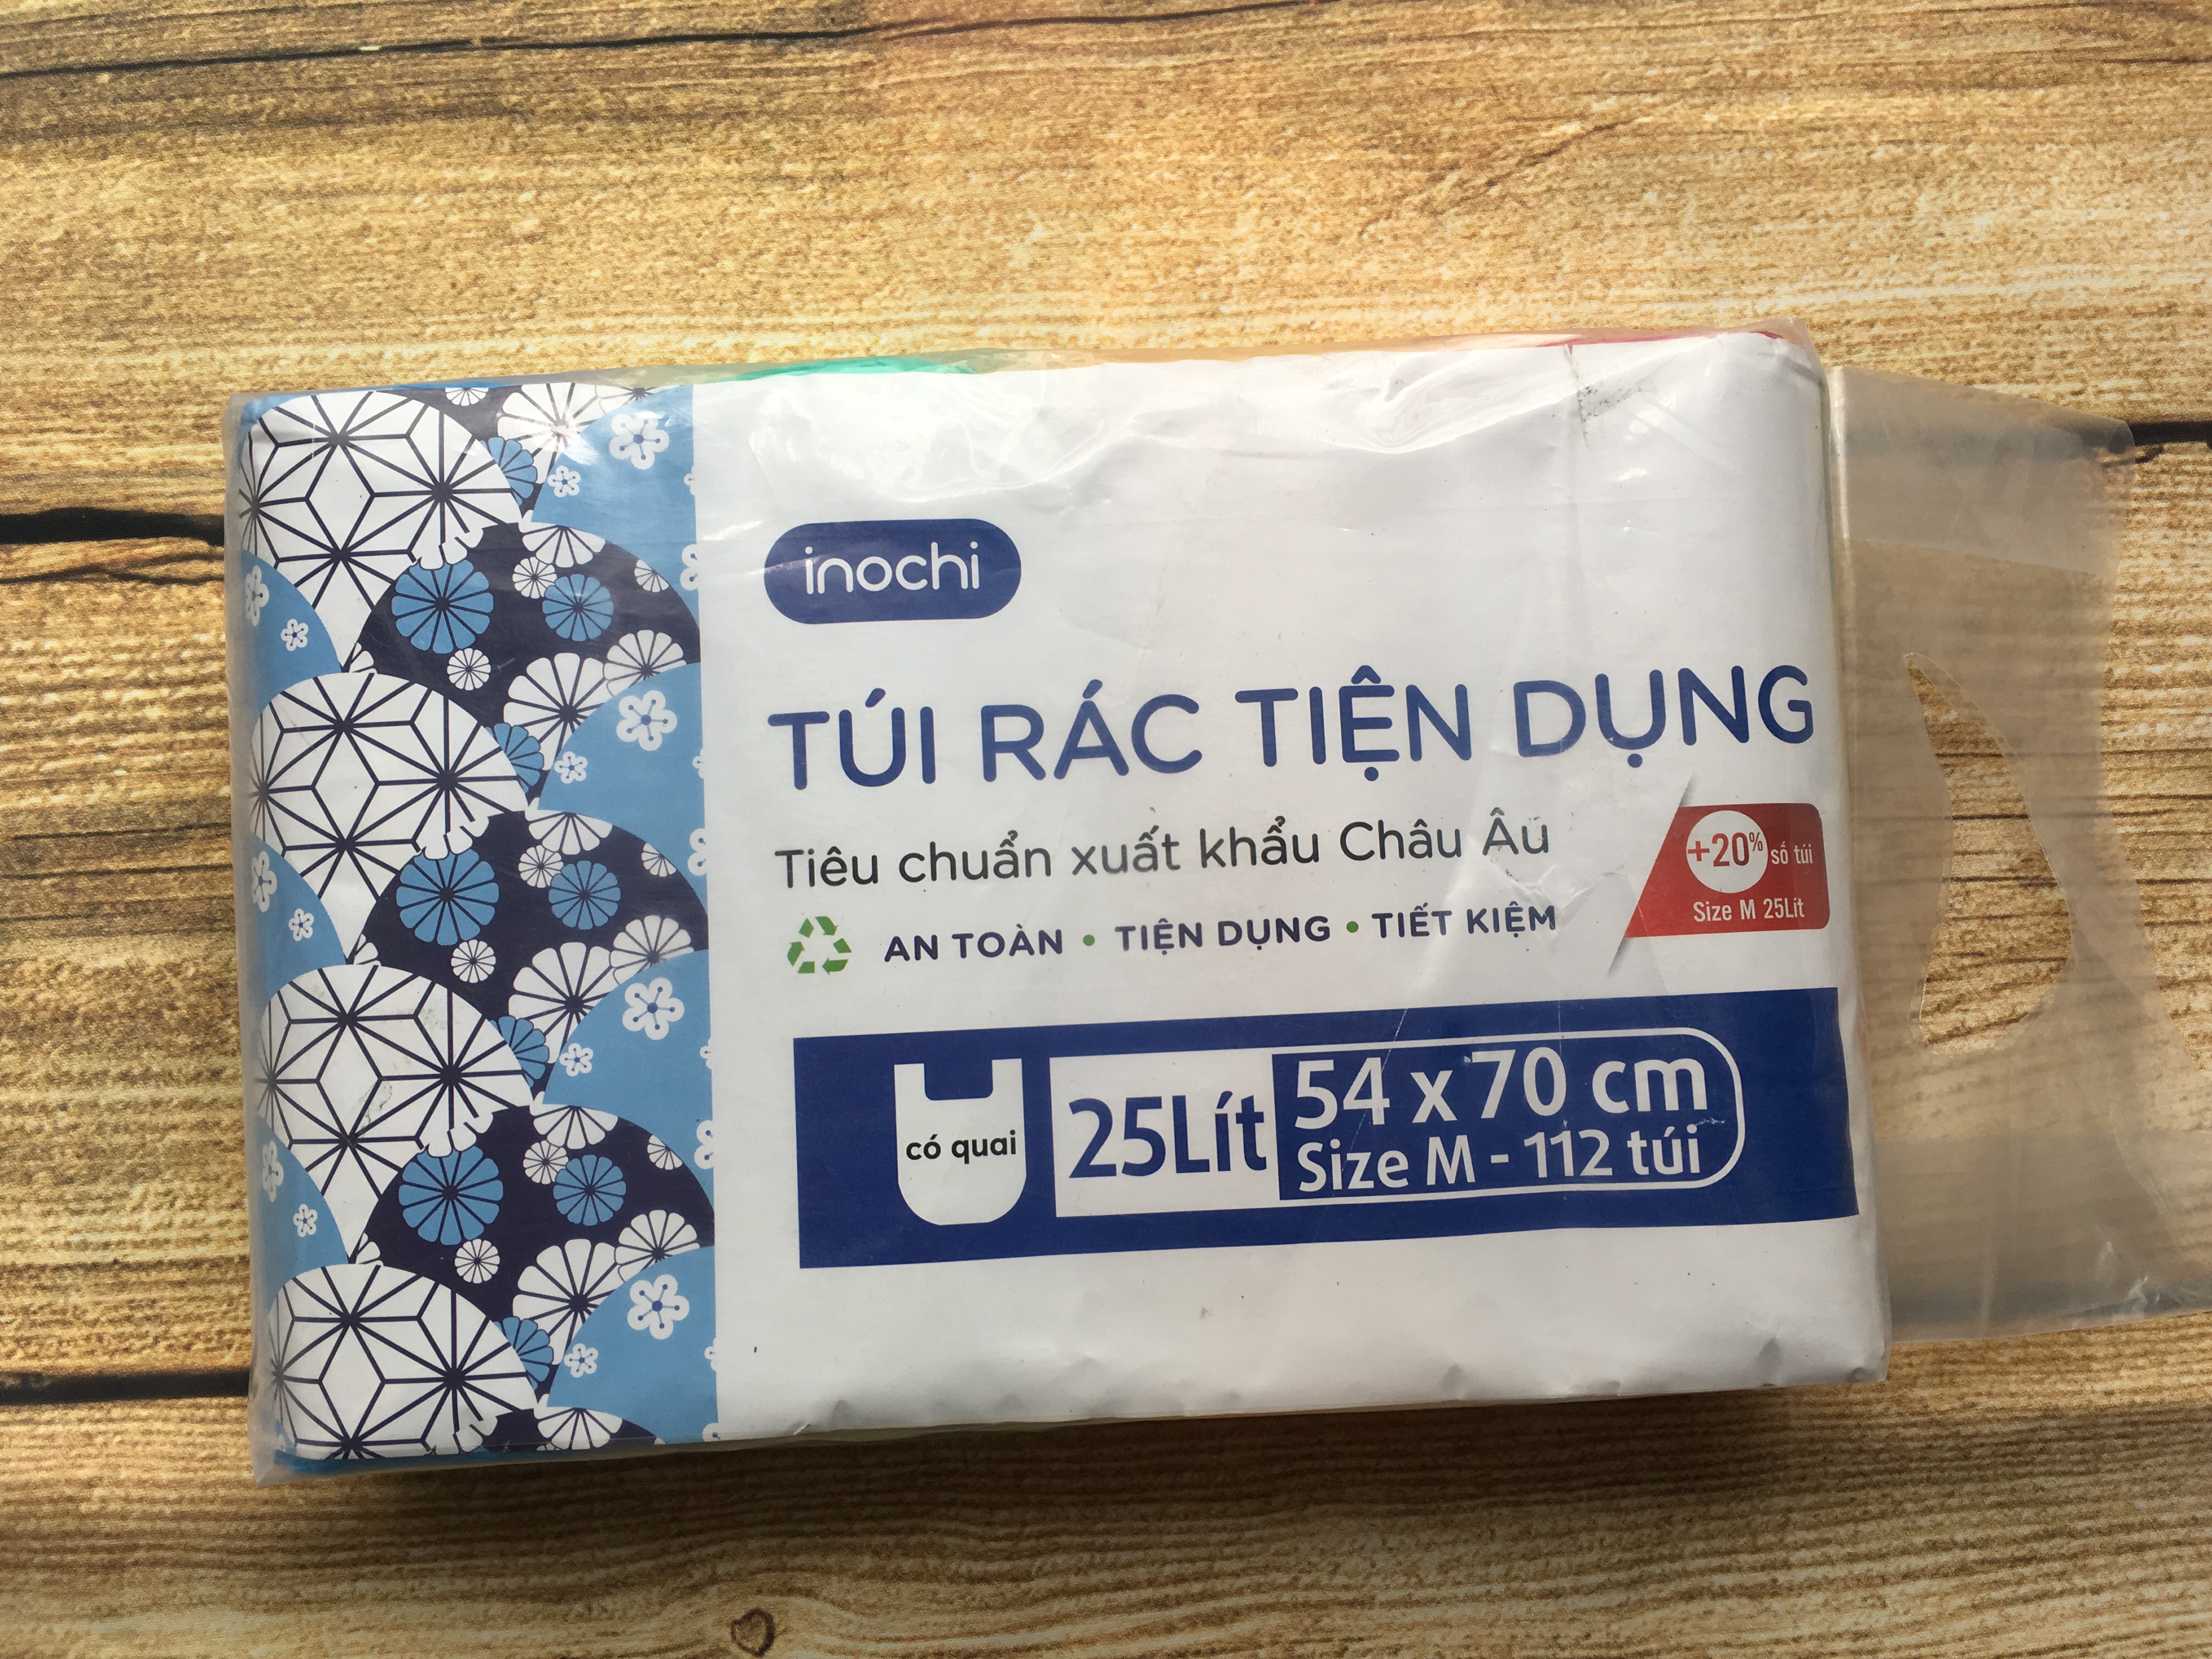 inochi
TÚI RÁC TIỆN DỤNG
Tiêu chuẩn xuất khẩu Châu Âu
+20% số túi
Size M 25Lít
AN TOÀN • TIỆN DỤNG • TIẾT KIỆM
có quai
25Lít
54 x 70 cm
Size M - 112 túi